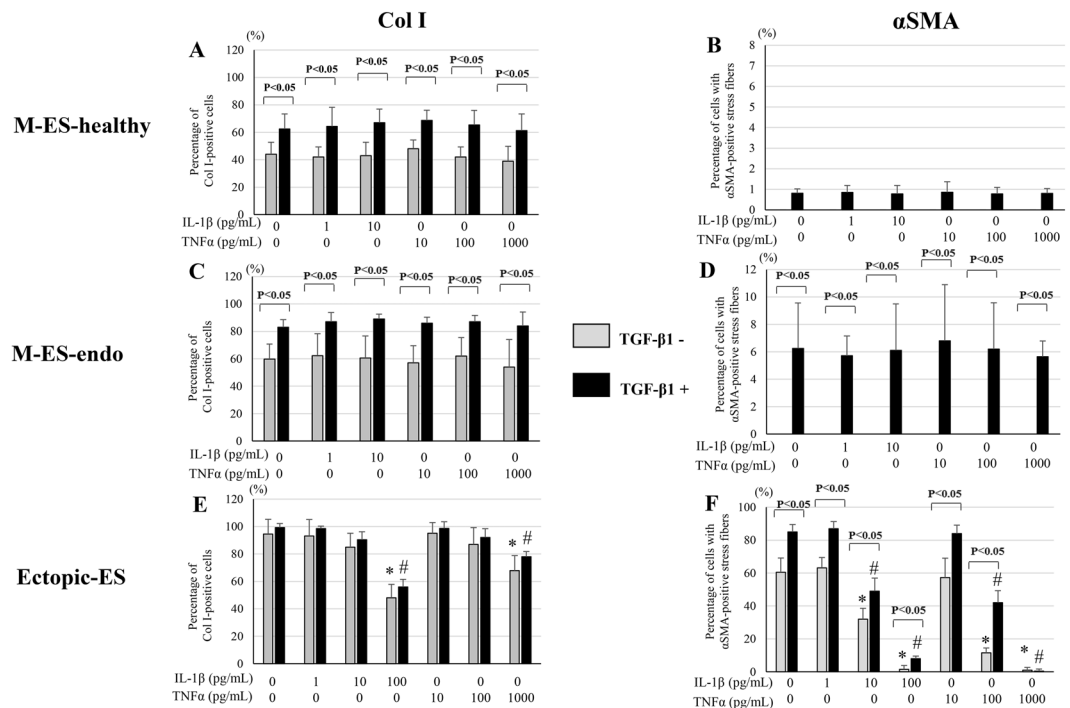 Col I
αSMA
M-ES-healthy
A
(%)
120
100
80
60
40
20
0
Percentage of
Col I-positive cells
P<0.05
P<0.05
P<0.05
P<0.05
P<0.05
P<0.05
IL-1β (pg/mL) 0 1 10 0 0 0
TNFα (pg/mL) 0 0 0 10 100 1000
B
(%)
8
7
6
5
4
3
2
1
0
Percentage of cells with
αSMA-positive stress fibers
IL-1β (pg/mL) 0 1 10 0 0 0
TNFα (pg/mL) 0 0 0 10 100 1000
M-ES-endo
C
(%)
120
100
80
60
40
20
0
Percentage of
Col I-positive cells
P<0.05
P<0.05
P<0.05
P<0.05
P<0.05
P<0.05
IL-1β (pg/mL) 0 1 10 0 0 0
TNFα (pg/mL) 0 0 0 10 100 1000
TGF-β1 -
TGF-β1 +
D
(%)
12
10
8
6
4
2
0
Percentage of cells with
αSMA-positive stress fibers
P<0.05
P<0.05
P<0.05
P<0.05
P<0.05
P<0.05
IL-1β (pg/mL) 0 1 10 0 0 0
TNFα (pg/mL) 0 0 0 10 100 1000
Ectopic-ES
E
(%)
120
100
80
60
40
20
0
Percentage of
Col I-positive cells
* #
* #
IL-1β (pg/mL) 0 1 10 100 0 0 0
TNFα (pg/mL) 0 0 0 0 10 100 1000
F
(%)
100
80
60
40
20
0
Percentage of cells with
αSMA-positive stress fibers
P<0.05
P<0.05
P<0.05
P<0.05
P<0.05
P<0.05
* #
* #
* #
* #
IL-1β (pg/mL) 0 1 10 100 0 0 0
TNFα (pg/mL) 0 0 0 0 10 100 1000